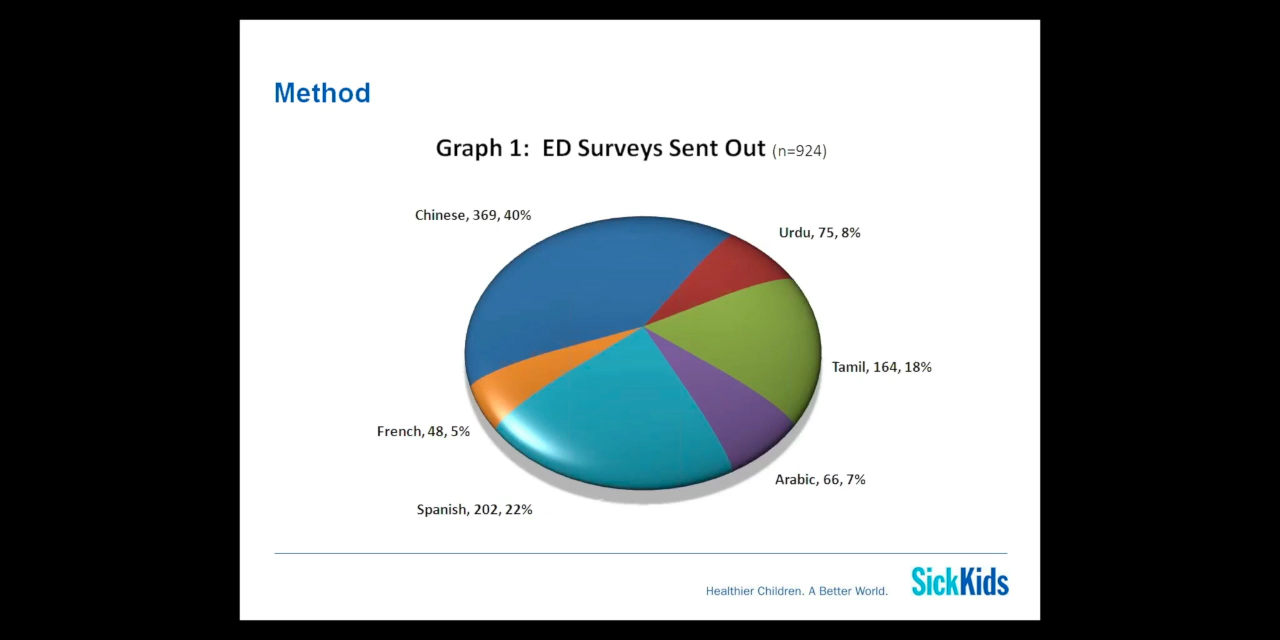 Method
Graph 1: ED Surveys Sent Out (n=924)
Chinese, 369, 40%
Urdu, 75, 8%
Tamil, 164, 18%
French, 48, 5%
Arabic, 66, 7%
Spanish, 202, 22%
Healthier Children. A Better World.
SickKids